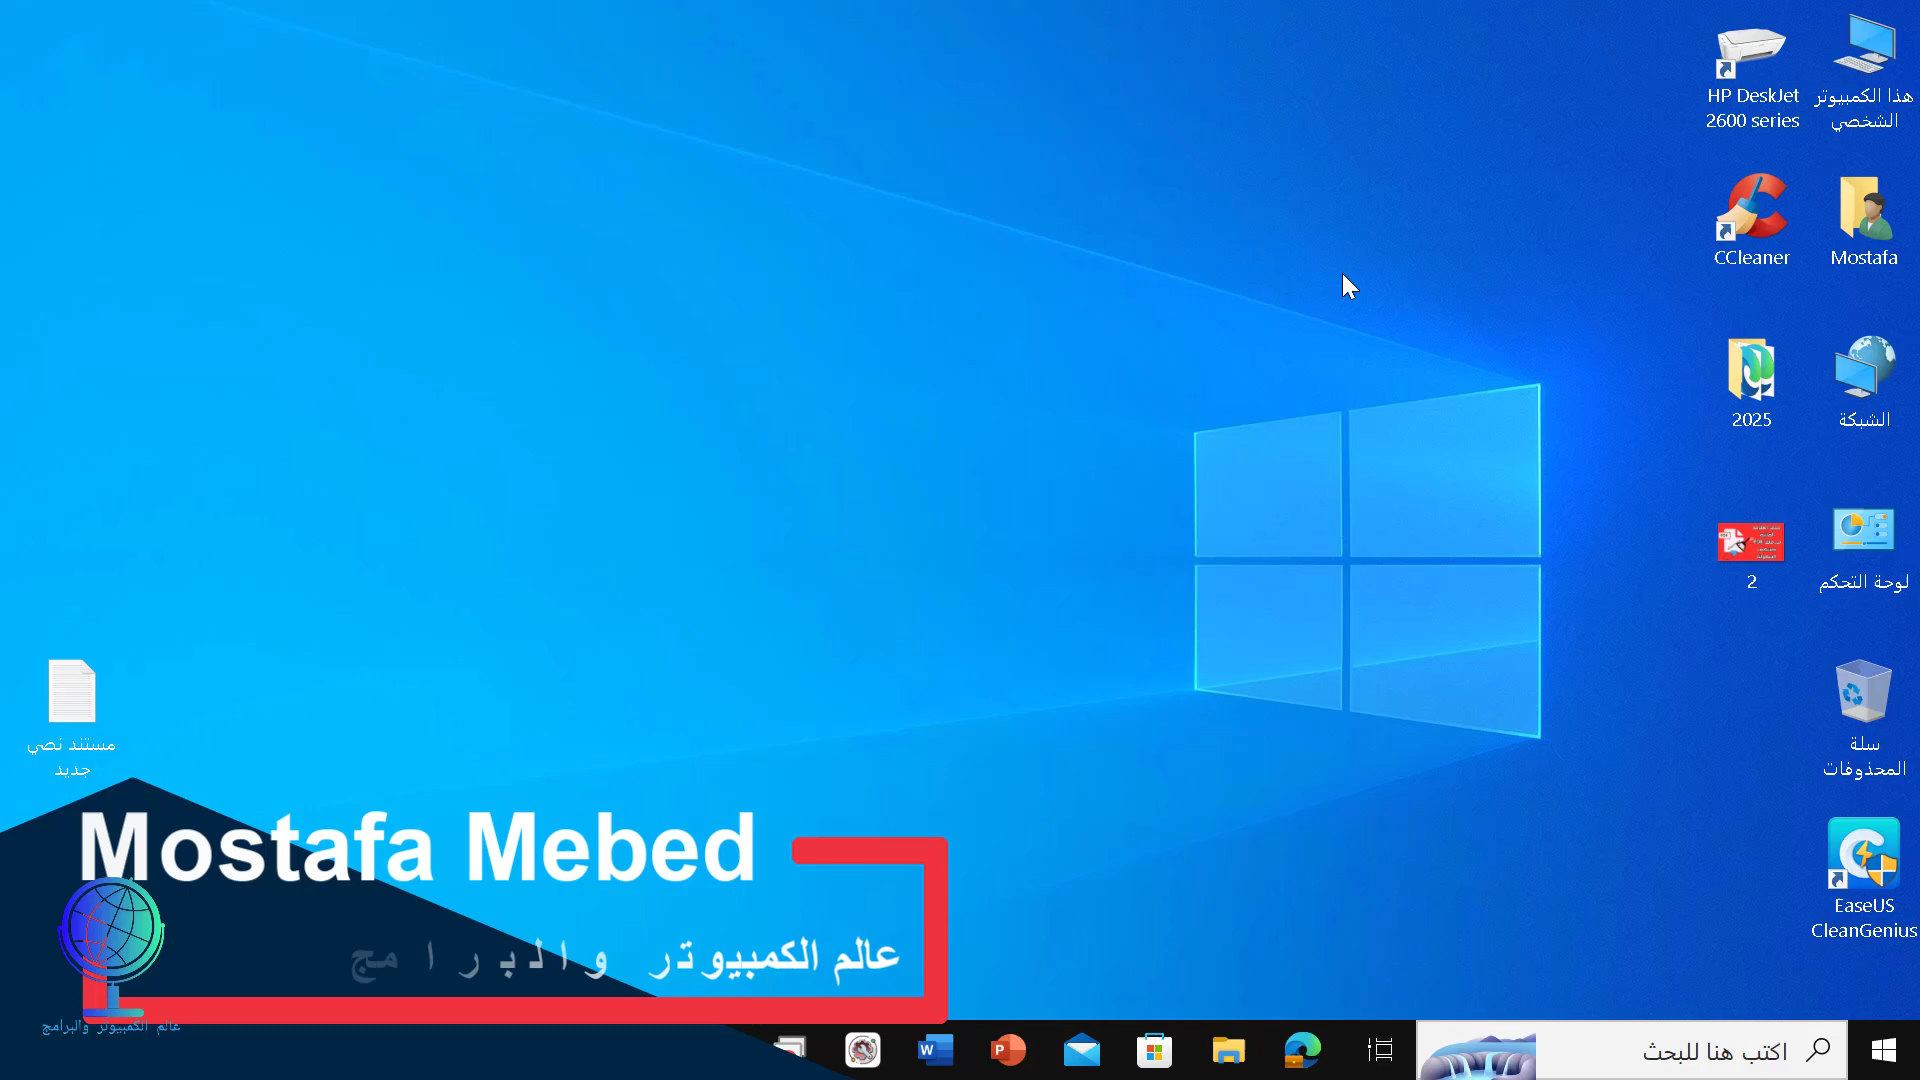 هذا الكمبيوتر
الشخصي
HP DeskJet
2600 series
Mostafa
CCleaner
الشبكة
2025
لوحة التحكم
2
سلة
المحذوفات
EaseUS
CleanGenius
مستند نصي
جديد
Mostafa Mebed
عالم الكمبيوتر والبرامج
عالم الكمبيوتر والبرامج
اكتب هنا للبحث
W
P